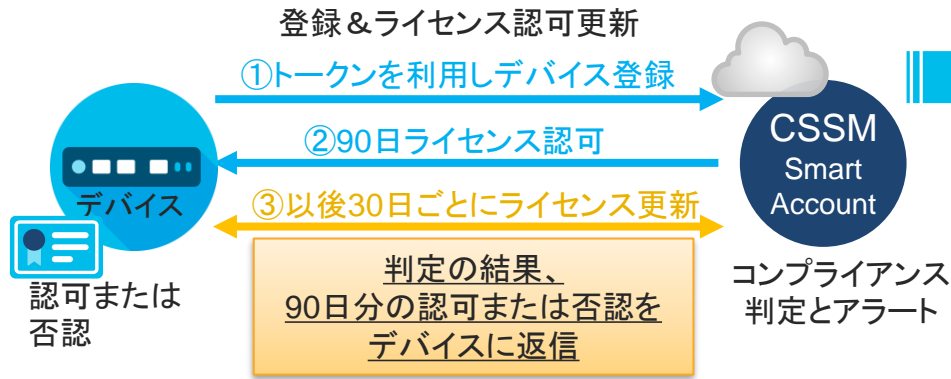 登録＆ライセンス認可更新
①トークンを利用しデバイス登録
②90日ライセンス認可
③以後30日ごとにライセンス更新
デバイス
認可または
否認
判定の結果、
90日分の認可または否認を
デバイスに返信
CSSM
Smart
Account
コンプライアンス
判定とアラート